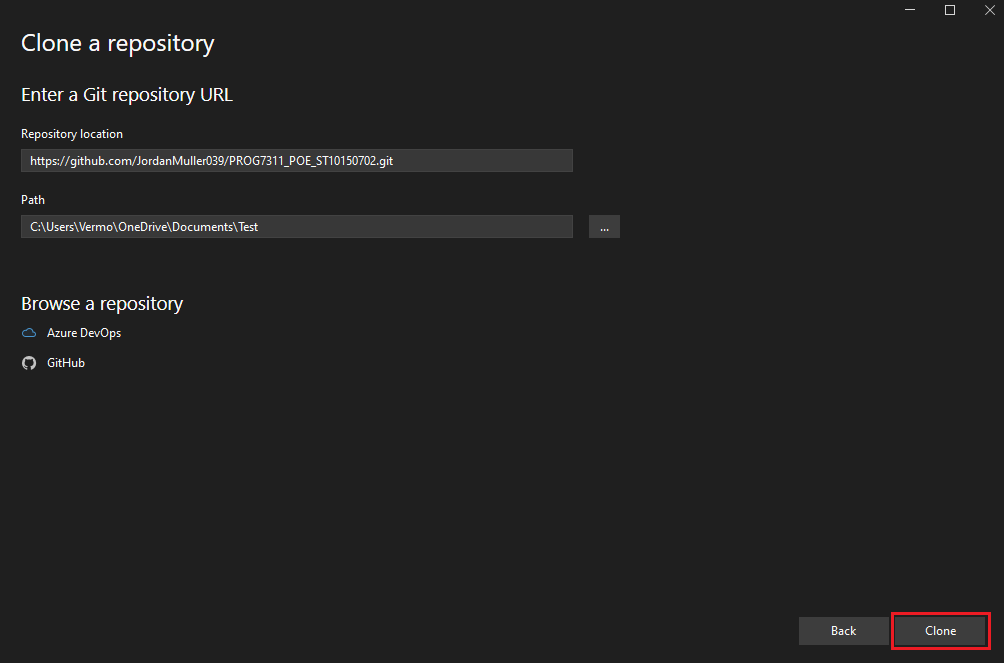 Clone a repository
Enter a Git repository URL
Repository location
https://github.com/JordanMuller039/PROG7311_POE_ST10150702.git
Path
C:\Users\Vermo\OneDrive\Documents\Test
...
Browse a repository
Azure DevOps
GitHub
Back
Clone